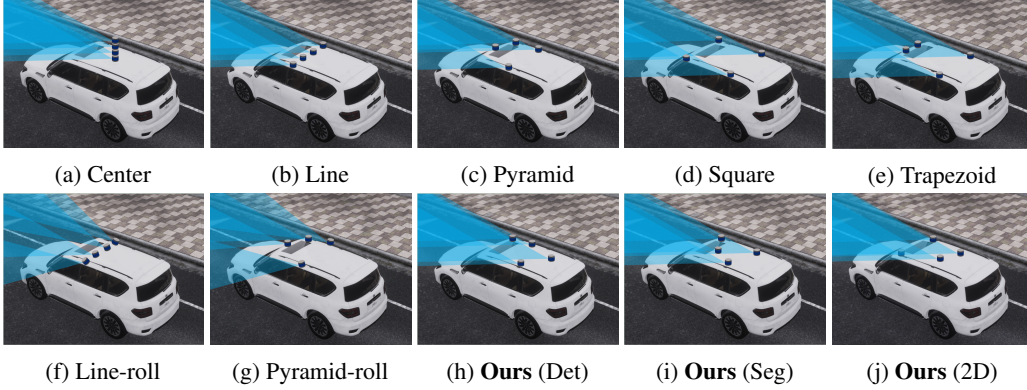 (a) Center
(b) Line
(c) Pyramid
(d) Square
(e) Trapezoid
(f) Line-roll
(g) Pyramid-roll
(h) Ours (Det)
(i) Ours (Seg)
(j) Ours (2D)